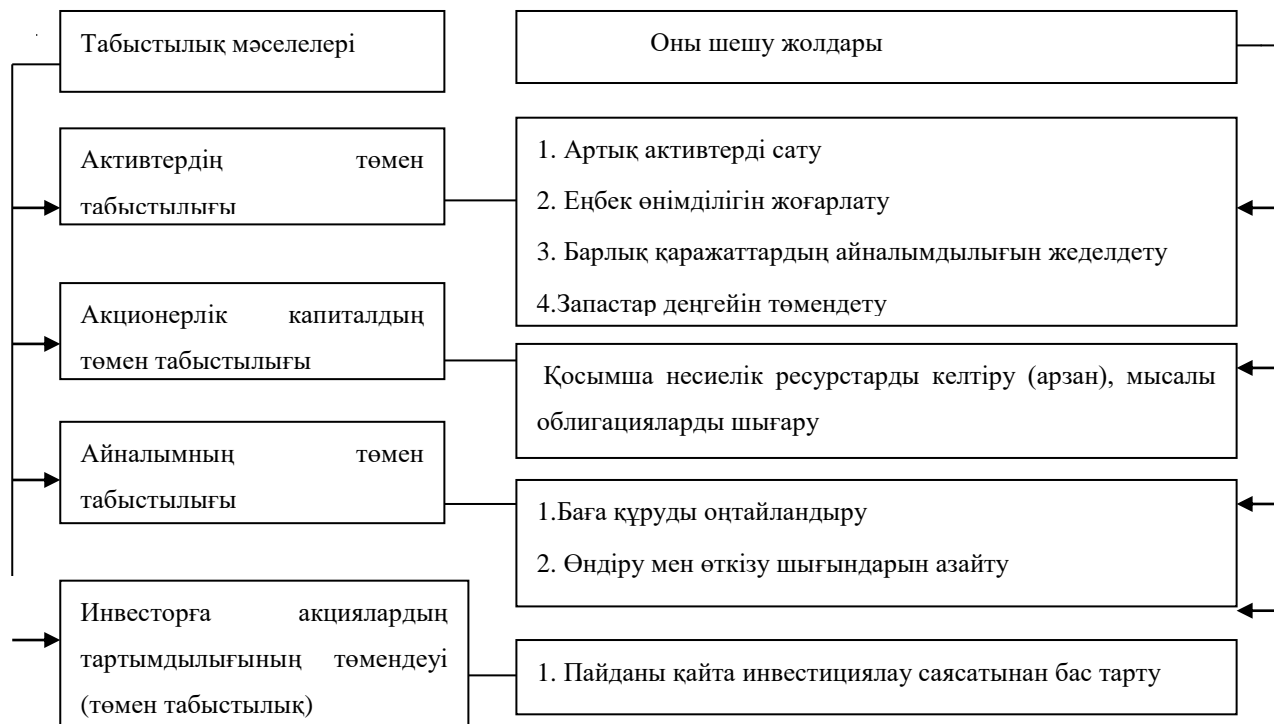 Табыстылық мәселелері
Оны шешу жолдары
Активтердің төмен
табыстылығы
1. Артық активтерді сату
2. Еңбек өнімділігін жоғарлату
3. Барлық қаражаттардың айналымдылығын жеделдету
4.Запастар деңгейін төмендету
Акционерлік капиталдың
төмен табыстылығы
Қосымша несиелік ресурстарды келтіру (арзан), мысалы
облигацияларды шығару
Айналымның төмен
табыстылығы
1.Баға құруды оңтайландыру
2. Өндіру мен өткізу шығындарын азайту
Инвесторға акциялардың
тартымдылығының төмендеуі
(төмен табыстылық)
1. Пайданы қайта инвестициялау саясатынан бас тарту